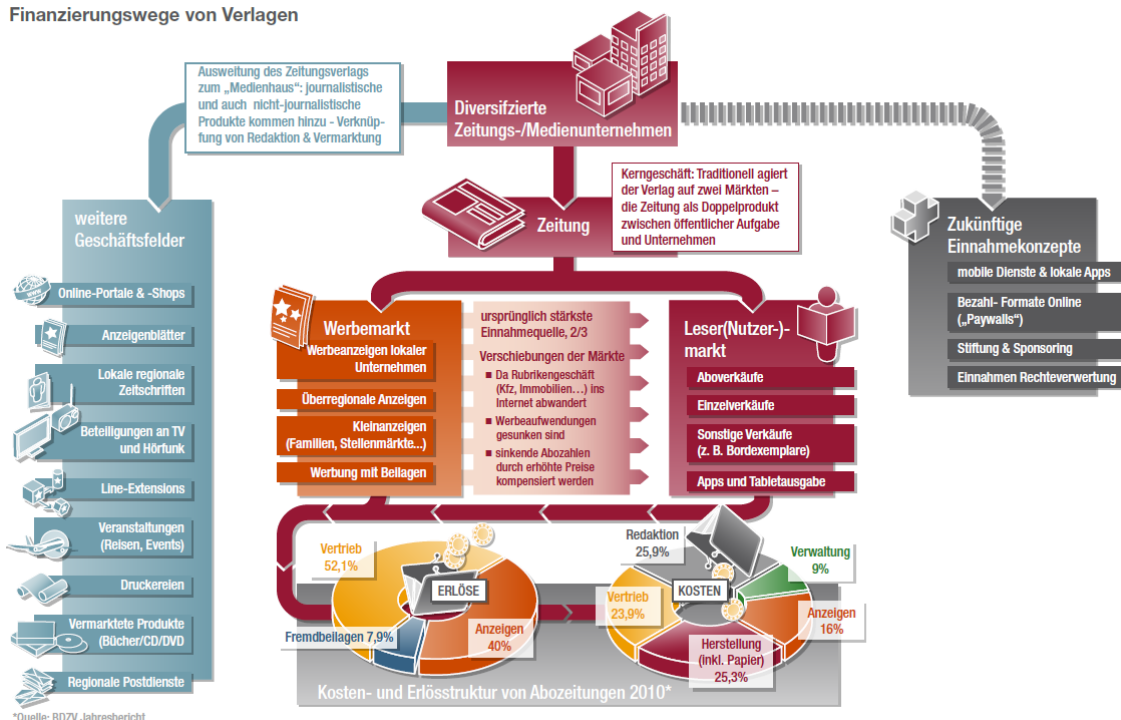 Finanzierungswege von Verlagen
Ausweitung des Zeitungsverlags
zum „Medienhaus“: journalistische
und auch nicht-journalistische
Produkte kommen hinzu - Verknüp-
fung von Redaktion & Vermarktung
Diversifzierte
Zeitungs-/Medienunternehmen
Kerngeschäft: Traditionell agiert
der Verlag auf zwei Märkten –
die Zeitung als Doppelprodukt
zwischen öffentlicher Aufgabe
und Unternehmen
Zeitung
weitere
Geschäftsfelder
www
Online-Portale & -Shops
Anzeigenblätter
Lokale regionale
Zeitschriften
Beteiligungen an TV
und Hörfunk
Line-Extensions
Veranstaltungen
(Reisen, Events)
Druckereien
Vermarktete Produkte
(Bücher/CD/DVD
Regionale Postdienste
Werbemarkt
Werbeanzeigen lokaler
Unternehmen
Überregionale Anzeigen
Kleinanzeigen
(Familien, Stellenmärkte...)
Werbung mit Beilagen
ursprünglich stärkste
Einnahmequelle, 2/3
Verschiebungen der Märkte
■ Da Rubrikengeschäft
(Kfz, Immobilien…) ins
Internet abwandert
■ Werbeaufwendungen
gesunken sind
■ sinkende Abozahlen
durch erhöhte Preise
kompensiert werden
Leser(Nutzer-)-
markt
Aboverkäufe
Einzelverkäufe
Sonstige Verkäufe
(z. B. Bordexemplare)
Apps und Tabletausgabe
Zukünftige
Einnahmekonzepte
mobile Dienste & lokale Apps
Bezahl- Formate Online
(„Paywalls“)
Stiftung & Sponsoring
Einnahmen Rechteverwertung
Vertrieb
52,1%
ERLÖSE
Fremdbeilagen 7,9%
Anzeigen
40%
Redaktion
25,9%
Verwaltung
9%
KOSTEN
Vertrieb
23,9%
Anzeigen
16%
Herstellung
(inkl. Papier)
25,3%
Kosten- und Erlösstruktur von Abozeitungen 2010*
*Quelle: BDZV Jahresbericht